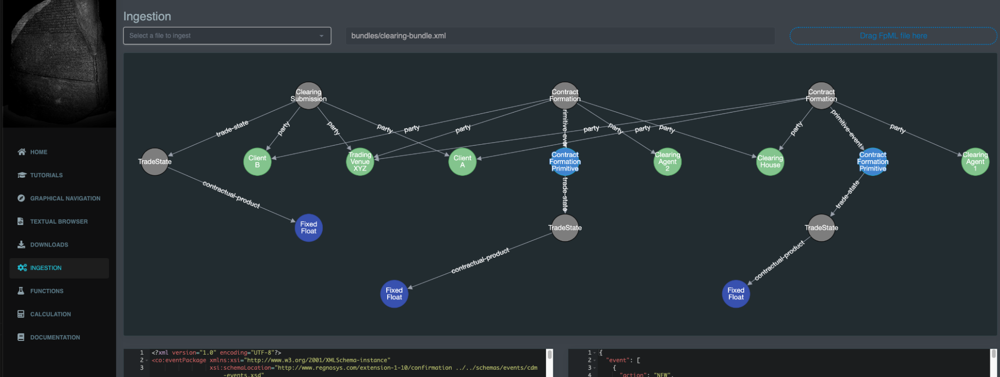 Ingestion
Select a file to ingest
bundles/clearing-bundle.xml
Drag FpML file here
HOME
TUTORIALS
GRAPHICAL NAVIGATION
TEXTUAL BROWSER
DOWNLOADS
INGESTION
FUNCTIONS
CALCULATION
DOCUMENTATION
Clearing
Submission
Contract
Formation
Contract
Formation
trade-state
party
party
party
party
party
rimitive-ever
party
party
party
party
party
primitive-event
party
TradeState
Client
B
Trading
Venue
XYZ
Client
A
Contract
Formation
Primitive
Clearing
Agent
2
Clearing
House
Contract
Formation
Primitive
Clearing
Agent
1
contractual-product
trade-state
trade-state
Fixed
Float
TradeState
TradeState
contractual-product
contractual-product
Fixed
Float
Fixed
Float
1 <?xml version="1.0" encoding="UTF-8"?>
2 <co:eventPackage xmlns:xsi="http://www.w3.org/2001/XMLSchema-instance"
3 xsi:schemaLocation="http://www.regnosys.com/extension-1-10/confirmation ../../schemas/events/cdm
-events.xsd"
1 {
2 "event": [
3 {
4 "action": "NEW",